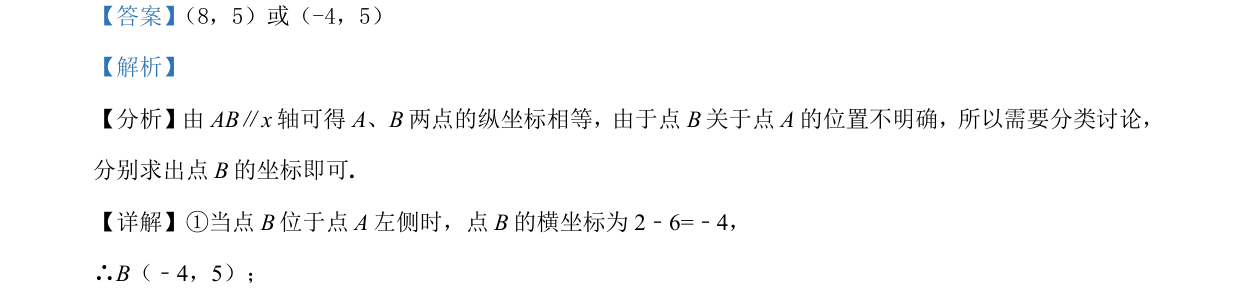 【答案】（8，5）或（-4，5）
【解析】
【分析】由 AB∥x 轴可得 A、B 两点的纵坐标相等，由于点 B 关于点 A 的位置不明确，所以需要分类讨论，
分别求出点 B 的坐标即可．
【详解】①当点 B 位于点 A 左侧时，点 B 的横坐标为 2﹣6=﹣4，
∴B（﹣4，5）；